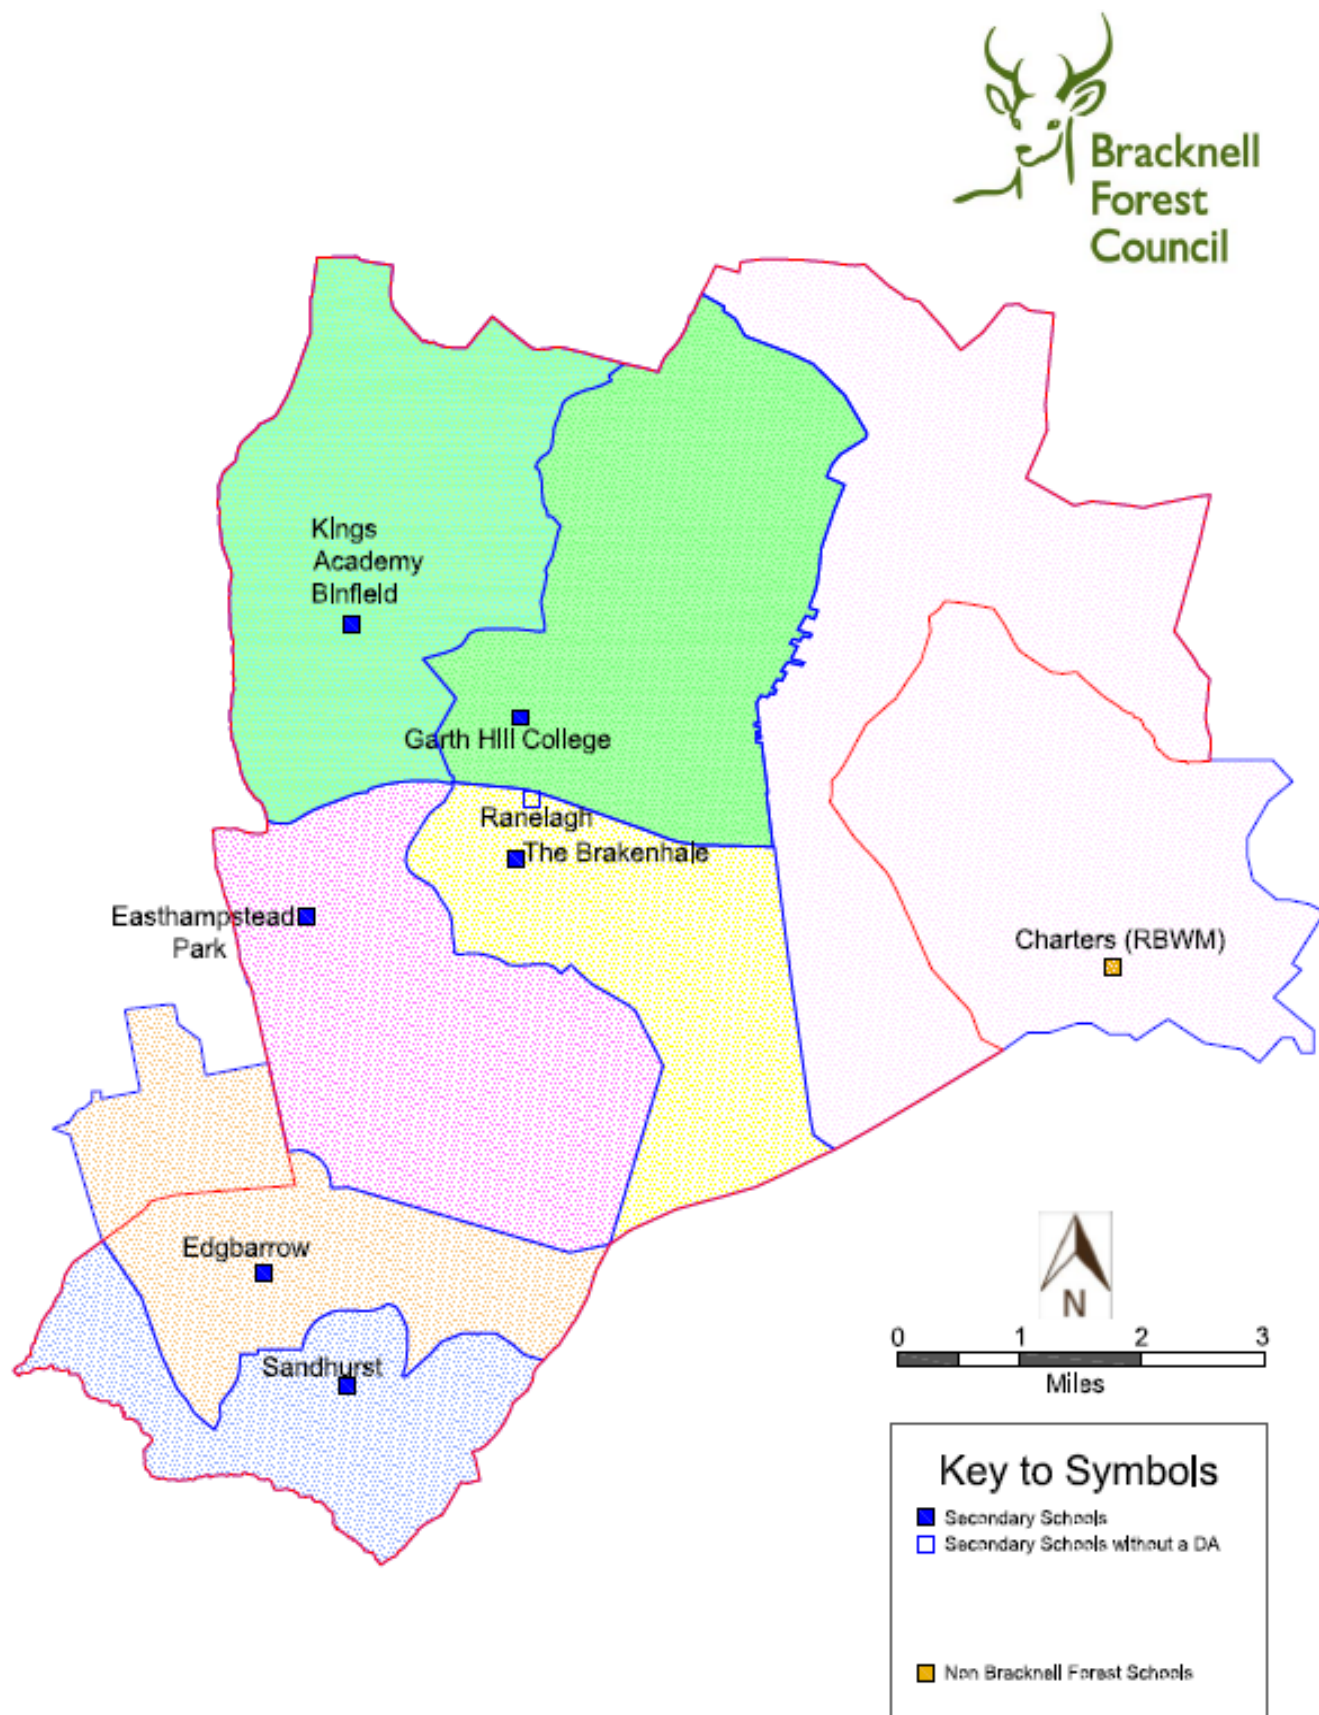 Bracknell
Forest
Council
Kings
Academy
Binfield
Garth Hill College
Ranelagh
The Brakenhale
Easthampstead
Park
Charters (RBWM)
Edgbarrow
Sandhurst
N
0 1 2 3
Miles
Key to Symbols
Secondary Schools
Secondary Schools without a DA
Non Bracknell Forest Schools